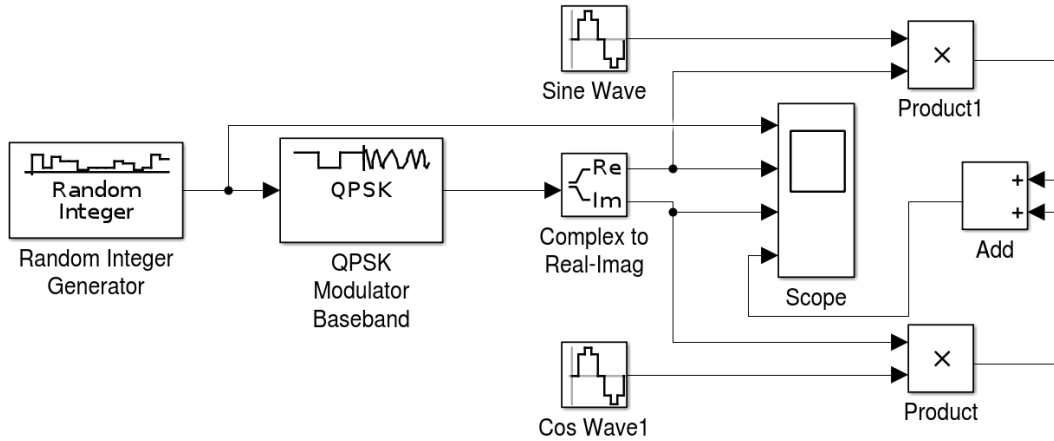 Sine Wave
×
Product1
Random
Integer
Random Integer
Generator
QPSK
QPSK
Modulator
Baseband
Re
Im
Complex to
Real-Imag
Scope
+
+
Add
Cos Wave1
×
Product